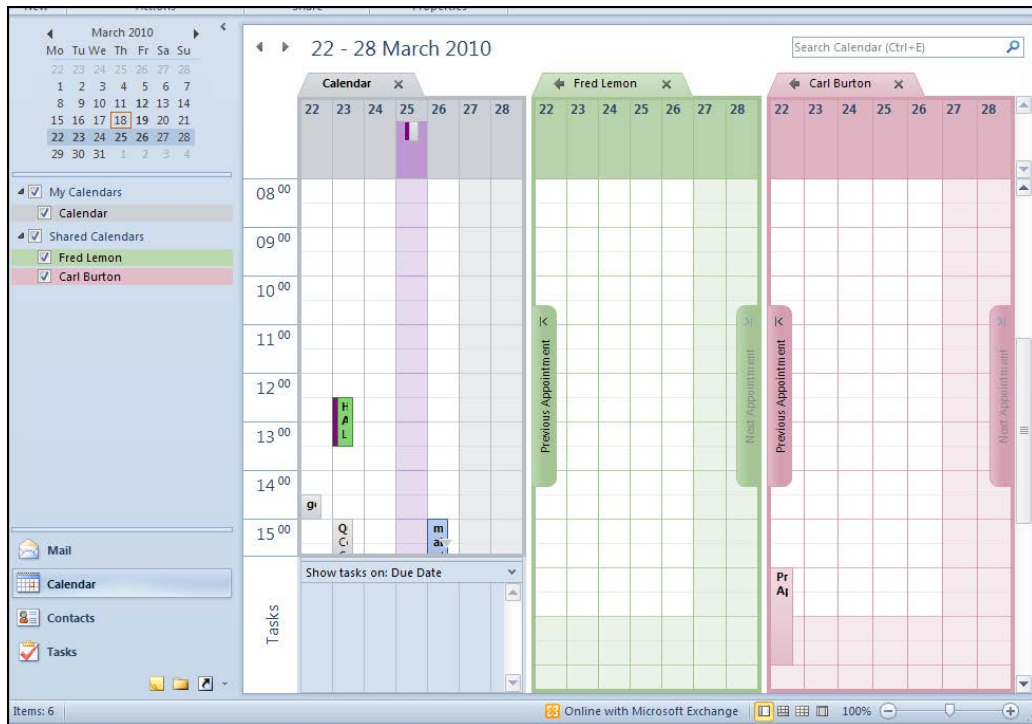 New Actions Share Properties
March 2010
Mo Tu We Th Fr Sa Su
22 23 24 25 26 27 28
1 2 3 4 5 6 7
8 9 10 11 12 13 14
15 16 17 18 19 20 21
22 23 24 25 26 27 28
29 30 31 1 2 3 4
My Calendars
Calendar
Shared Calendars
Fred Lemon
Carl Burton
Mail
Calendar
Contacts
Tasks
22 - 28 March 2010
Search Calendar (Ctrl+E)
Calendar
22 23 24 25 26 27 28
Fred Lemon
22 23 24 25 26 27 28
Carl Burton
22 23 24 25 26 27 28
08 00
09 00
10 00
11 00
12 00
13 00
14 00
15 00
H
A
L
Q
m
Show tasks on: Due Date
Tasks
Previous Appointment
Next Appointment
Previous Appointment
Next Appointment
Pr
Items: 6
Online with Microsoft Exchange
100%